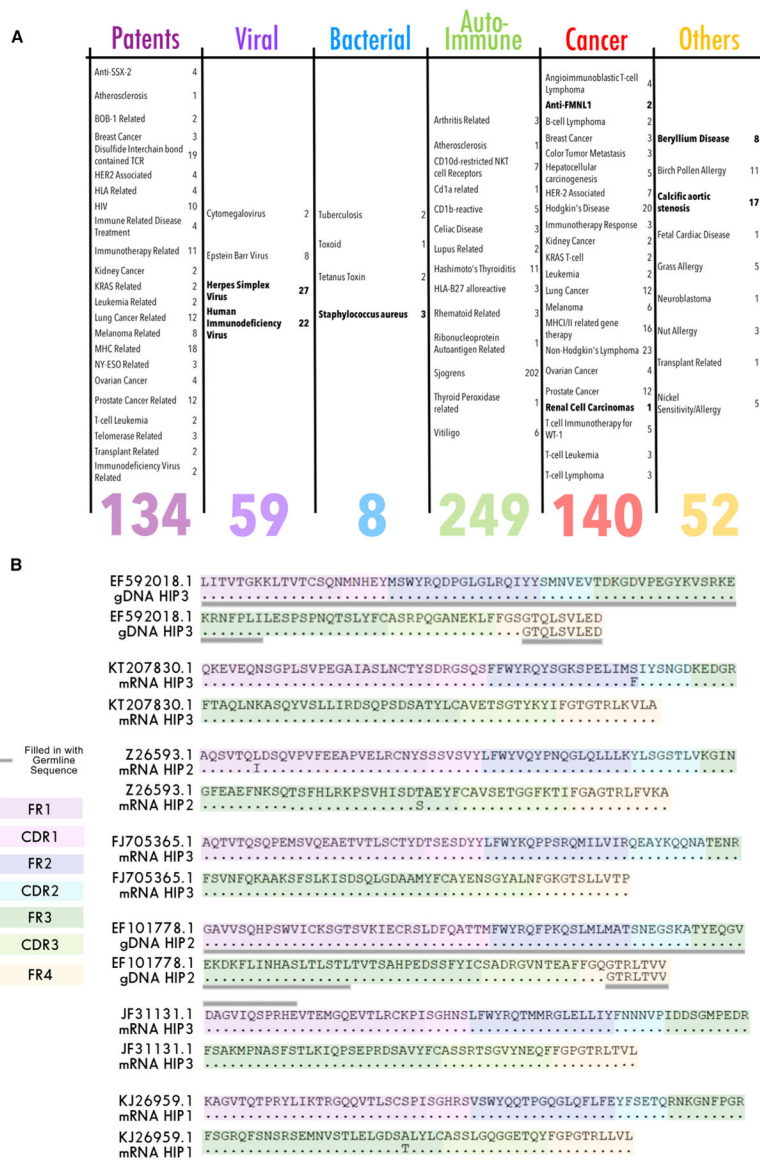 A
Patents
Viral
Bacterial
Auto-
Immune
Cancer
Others
Anti-SSX-2 4
Atherosclerosis 1
BOB-1 Related 2
Breast Cancer 3
Disulfide Interchain bond
contained TCR 19
HER2 Associated 4
HLA Related 4
HIV 10
Immune Related Disease
Treatment 4
Immunotherapy Related 11
Kidney Cancer 2
KRAS Related 2
Leukemia Related 2
Lung Cancer Related 12
Melanoma Related 8
MHC Related 18
NY-ESO Related 3
Ovarian Cancer 4
Prostate Cancer Related 12
T-cell Leukemia 2
Telomerase Related 3
Transplant Related 2
Immunodeficiency Virus
Related 2
134
Cytomegalovirus 2
Epstein Barr Virus 8
Herpes Simplex
Virus 27
Human
Immunodeficiency 22
Virus
59
Tuberculosis 2
Toxoid 1
Tetanus Toxin 2
Staphylococcus aureus 3
8
Arthritis Related 3
Atherosclerosis 1
CD10d-restricted NKT
cell Receptors 7
Cd1a related 1
CD1b-reactive 5
Celiac Disease 3
Lupus Related 2
Hashimoto's Thyroiditis 11
HLA-B27 alloreactive 3
Rhematoid Related 3
Ribonucleoprotein
Autoantigen Related 1
Sjogrens 202
Thyroid Peroxidase
related 1
Vitiligo 6
249
Angioimmunoblastic T-cell
Lymphoma 4
Anti-FMNL1 2
B-cell Lymphoma 2
Breast Cancer 3
Color Tumor Metastasis 3
Hepatocellular
carcinogenesis 5
HER-2 Associated 7
Hodgkin's Disease 20
Immunotherapy Response 3
Kidney Cancer 2
KRAS T-cell 2
Leukemia 2
Lung Cancer 12
Melanoma 6
MHCI/II related gene
therapy 16
Non-Hodgkin's Lymphoma 23
Ovarian Cancer 4
Prostate Cancer 12
Renal Cell Carcinomas 1
T cell Immunotherapy for
WT-1 5
T-cell Leukemia 3
T-cell Lymphoma 3
140
Beryllium Disease 8
Birch Pollen Allergy 11
Calcific aortic
stenosis 17
Fetal Cardiac Disease 1
Grass Allergy 5
Neuroblastoma 1
Nut Allergy 3
Transplant Related 1
Nickel
Sensitivity/Allergy 5
52
B
Filled in with
Germline
Sequence
FR1
CDR1
FR2
CDR2
FR3
CDR3
FR4
EF592018.1 LITVTGKKLTVTCSQNMNHEYMSWYRQDPGLGLRQIYYSMNVEVTDKGDVPEGYKVSRKE
gDNA HIP3
EF592018.1 KRNFPLILESPSPNQTSLYFCASRPQGANEKLFFGSGTQLSVLED
gDNA HIP3 GTQLSVLED
KT207830.1 QKEVEQNSGPLSVPEGAIASLNCTYSDRGSQSFFWYRQYSGKSPELIMSIYSNGDKEDGR
mRNA HIP3 F
KT207830.1 FTAQLNKASQYVSLLIRDSQPSDSATYLCAVETSGTYKYIFGTGTRLKVLA
mRNA HIP3
Z26593.1 AQSVTQLDSQVPVFEEAPVELRCNYSSSVSVYLFWYVQYPNQGLQLLLKYLSGSTLVKGIN
mRNA HIP2 I
Z26593.1 GFEAEFNKSQTSFHLRKPSVHISDTAEYFCAVSETGGFKTIFGAGTRLFVKA
mRNA HIP2 S
FJ705365.1 AQTVTQSQPEMSVQEAETVTLSCTYDTSESDYYLFWYKQPPSRQMILVIRQEAYKQQNATENR
mRNA HIP3
FJ705365.1 FSVNFQKAAKSFSLKISDSQLGDAAMYFCAYENSGYALNFGKGTSLLVTP
mRNA HIP3
EF101778.1 GAVVSQHPSWVICKSGTSVKIECRSLDFQATTMFWYRQFPKQSLMLMATSNEGSKATYEQGV
gDNA HIP2
EF101778.1 EKDKFLINHASLTLSTLTVTSAHPEDSSFYICSADRGVNTEAFFGQGTRLTVV
gDNA HIP2 GTRLTVV
JF31131.1 DAGVIQSPRHEVTEMGQEVTLRCKPISGHNSLFWYRQTMMRGLELLIYFNNNVPIDDSGMPEDR
mRNA HIP3
JF31131.1 FSAKMPNASFSTLKIQPSEPRDSAVYFCASSRTSGVYNEQFFGPGTRLTVL
mRNA HIP3
KJ26959.1 KAGVTQTPRYLIKTRGQQVTLSCSPISGHRSVSWYQQTPGQGLQFLFEYFSETQRNKGNFPGR
mRNA HIP1
KJ26959.1 FSGRQFSNSRSEMNVSTLELGDSALYLCASSLGQGGETQYFGPGTRLLVL
mRNA HIP1 T